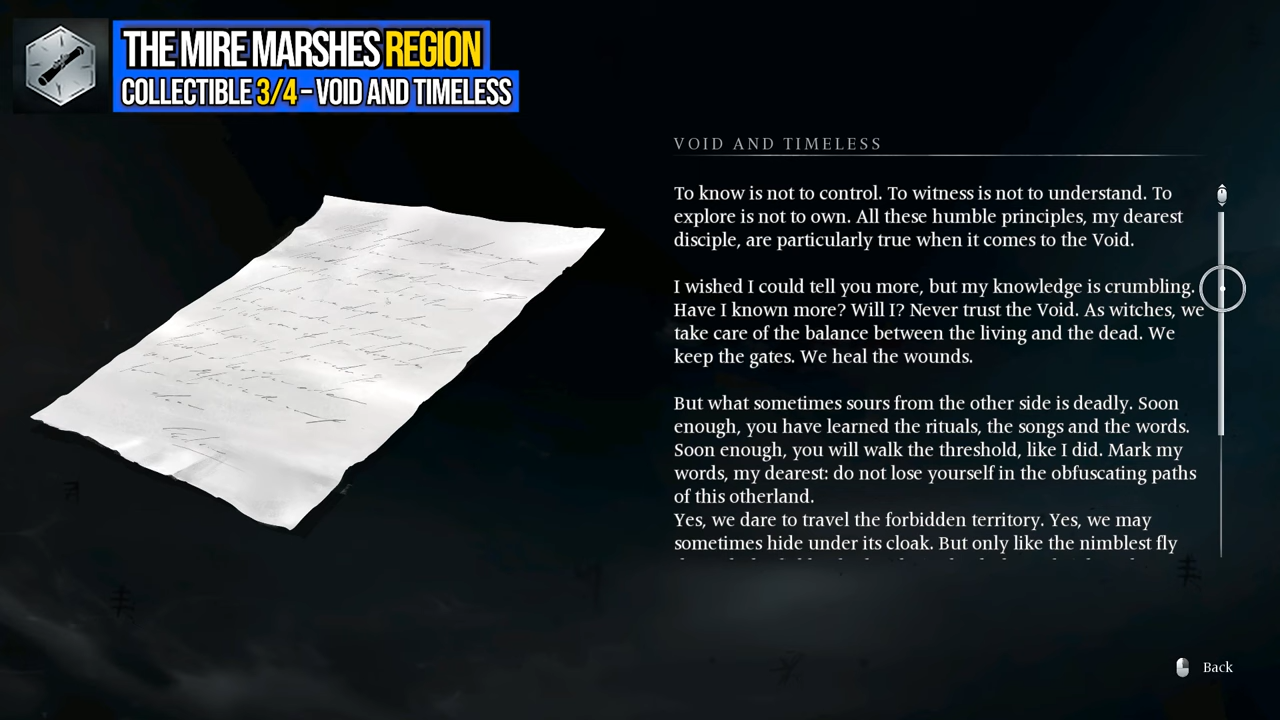 THE MIRE MARSHES REGION
COLLECTIBLE 3/4 – VOID AND TIMELESS
VOID AND TIMELESS
To know is not to control. To witness is not to understand. To
explore is not to own. All these humble principles, my dearest
disciple, are particularly true when it comes to the Void.
I wished I could tell you more, but my knowledge is crumbling.
Have I known more? Will I? Never trust the Void. As witches, we
take care of the balance between the living and the dead. We
keep the gates. We heal the wounds.
But what sometimes sours from the other side is deadly. Soon
enough, you have learned the rituals, the songs and the words.
Soon enough, you will walk the threshold, like I did. Mark my
words, my dearest: do not lose yourself in the obfuscating paths
of this otherland.
Yes, we dare to travel the forbidden territory. Yes, we may
sometimes hide under its cloak. But only like the nimblest fly
Back